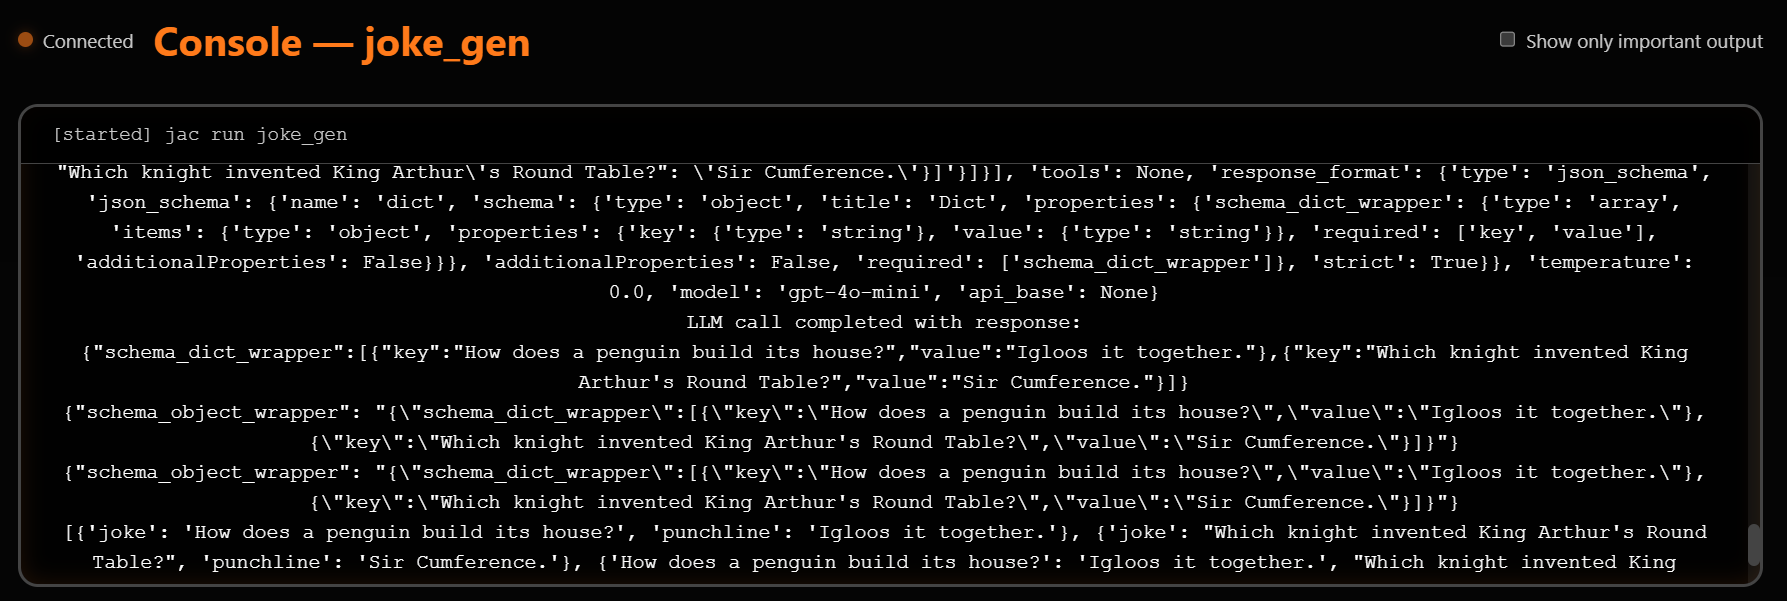 Connected
Console — joke_gen
Show only important output
[started] jac run joke_gen
"Which knight invented King Arthur\'s Round Table?": \'Sir Cumference.\'}]'}]}], 'tools': None, 'response_format': {'type': 'json_schema',
'json_schema': {'name': 'dict', 'schema': {'type': 'object', 'title': 'Dict', 'properties': {'schema_dict_wrapper': {'type': 'array',
'items': {'type': 'object', 'properties': {'key': {'type': 'string'}, 'value': {'type': 'string'}}, 'required': ['key', 'value'],
'additionalProperties': False}}}, 'additionalProperties': False, 'required': ['schema_dict_wrapper']}, 'strict': True}}, 'temperature':
0.0, 'model': 'gpt-4o-mini', 'api_base': None}
LLM call completed with response:
{"schema_dict_wrapper":[{"key":"How does a penguin build its house?","value":"Igloos it together."},{"key":"Which knight invented King
Arthur's Round Table?","value":"Sir Cumference."}]}
{"schema_object_wrapper": "{\"schema_dict_wrapper\":[{\"key\":\"How does a penguin build its house?\",\"value\":\"Igloos it together.\"},
{\"key\":\"Which knight invented King Arthur's Round Table?\",\"value\":\"Sir Cumference.\"}]}"}
{"schema_object_wrapper": "{\"schema_dict_wrapper\":[{\"key\":\"How does a penguin build its house?\",\"value\":\"Igloos it together.\"},
{\"key\":\"Which knight invented King Arthur's Round Table?\",\"value\":\"Sir Cumference.\"}]}"}
[{'joke': 'How does a penguin build its house?', 'punchline': 'Igloos it together.'}, {'joke': "Which knight invented King Arthur's Round
Table?", 'punchline': 'Sir Cumference.'}, {'How does a penguin build its house?': 'Igloos it together.', "Which knight invented King